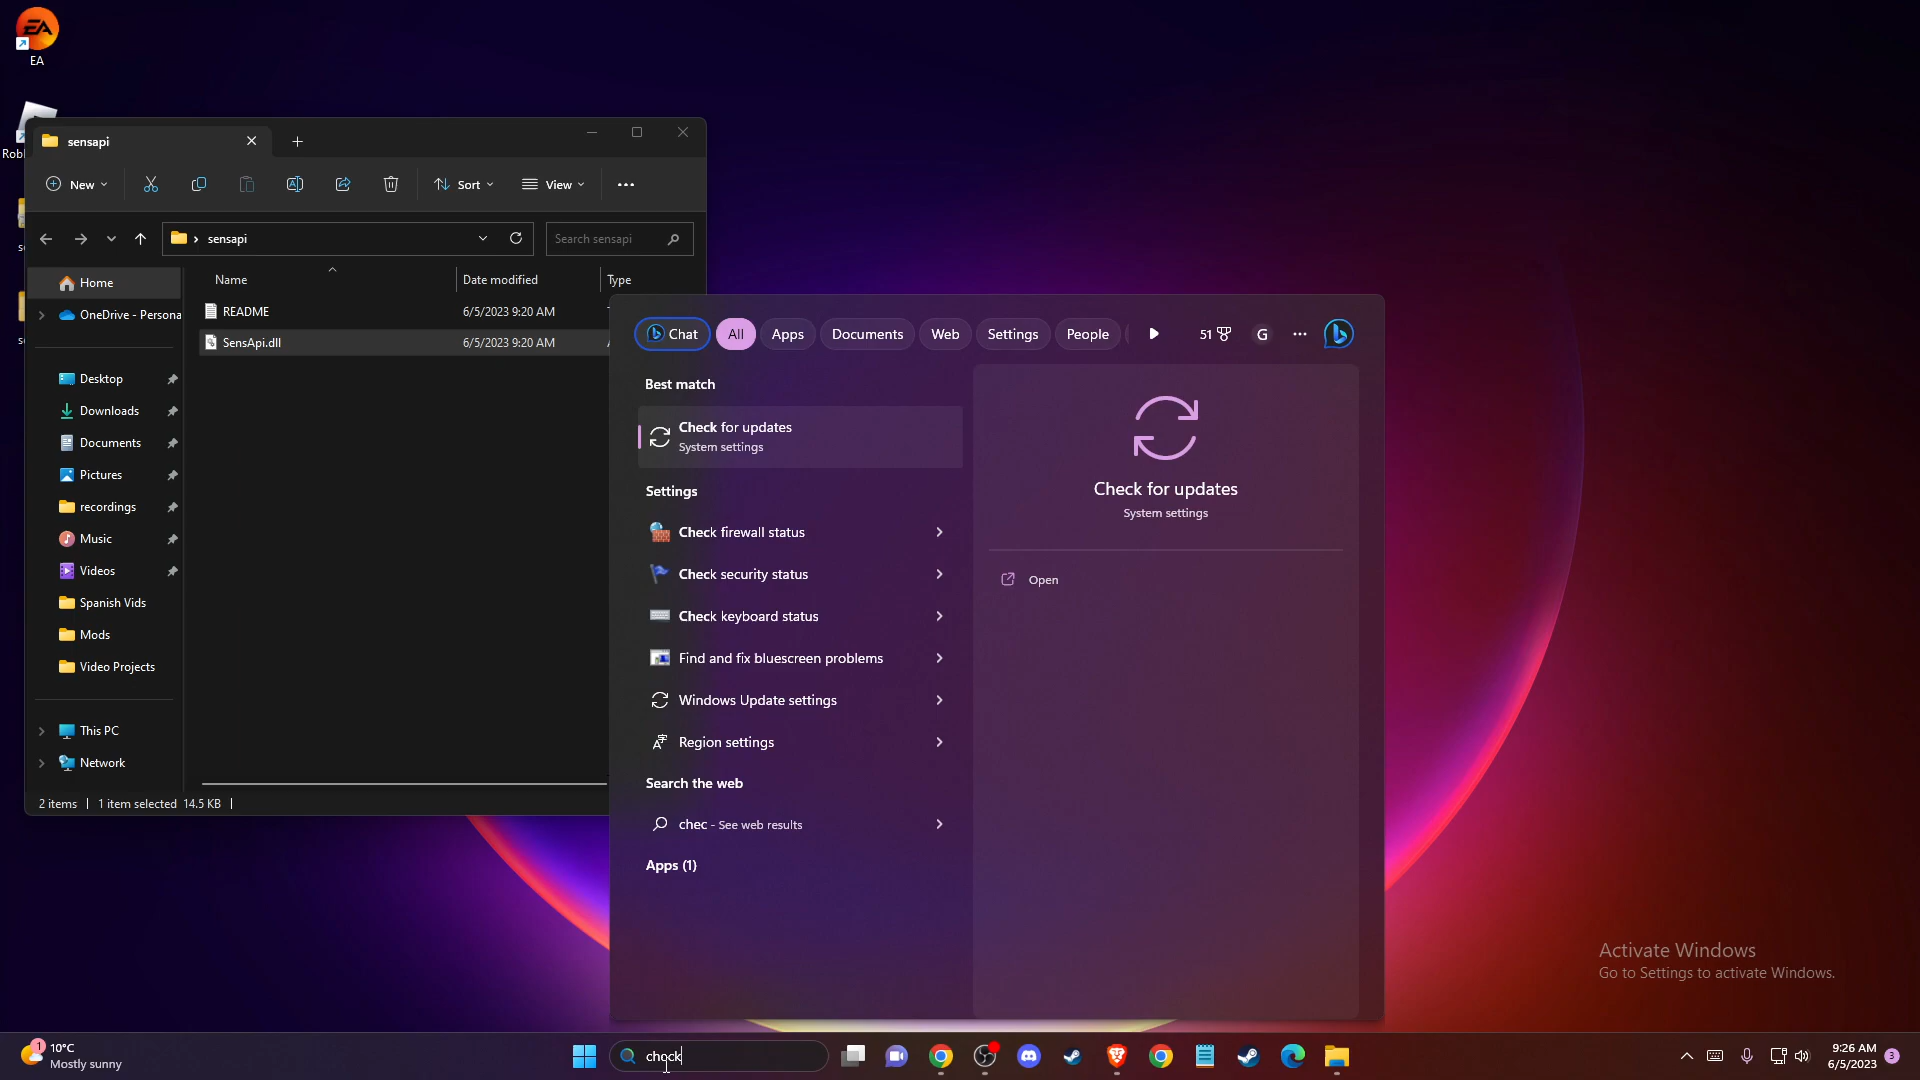 EA
Robl
sensapi
New
Sort
View
sensapi
Search sensapi
Name
Date modified
Type
Home
OneDrive - Persona
Desktop
Downloads
Documents
Pictures
recordings
Music
Videos
Spanish Vids
Mods
Video Projects
This PC
Network
README
6/5/2023 9:20 AM
SensApi.dll
6/5/2023 9:20 AM
2 items
1 item selected 14.5 KB
Chat
All
Apps
Documents
Web
Settings
People
51
G
Best match
Check for updates
System settings
Settings
Check firewall status
Check security status
Check keyboard status
Find and fix bluescreen problems
Windows Update settings
Region settings
Search the web
chec - See web results
Apps (1)
Check for updates
System settings
Open
Activate Windows
Go to Settings to activate Windows.
1
10°C
Mostly sunny
check
9:26 AM
6/5/2023
3